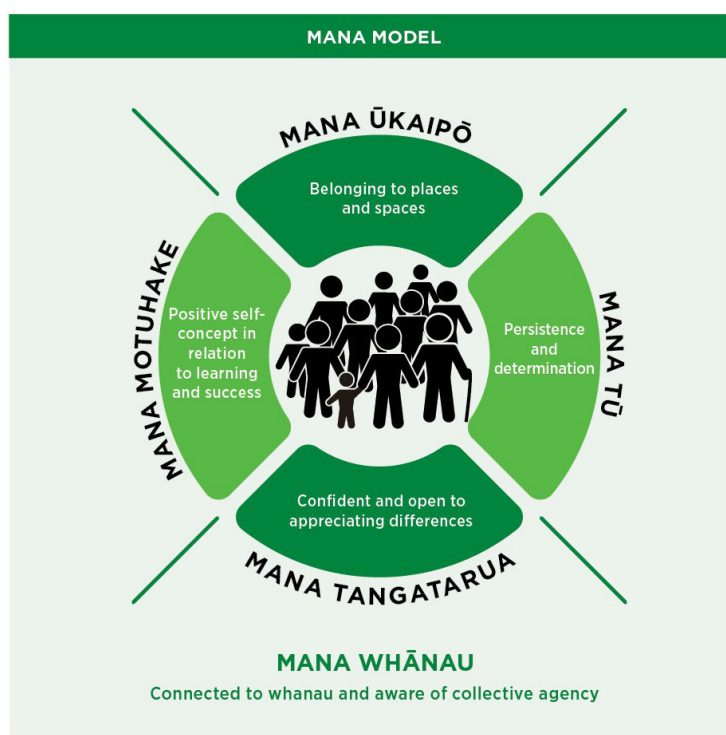 MANA MODEL
MANA ŪKAIPŌ
Belonging to places
and spaces
MANA MOTUHAKE
Positive self-
concept in
relation
to learning
and success
MANA TŪ
Persistence
and
determination
Confident and open to
appreciating differences
MANA TANGATARUA
MANA WHĀNAU
Connected to whanau and aware of collective agency